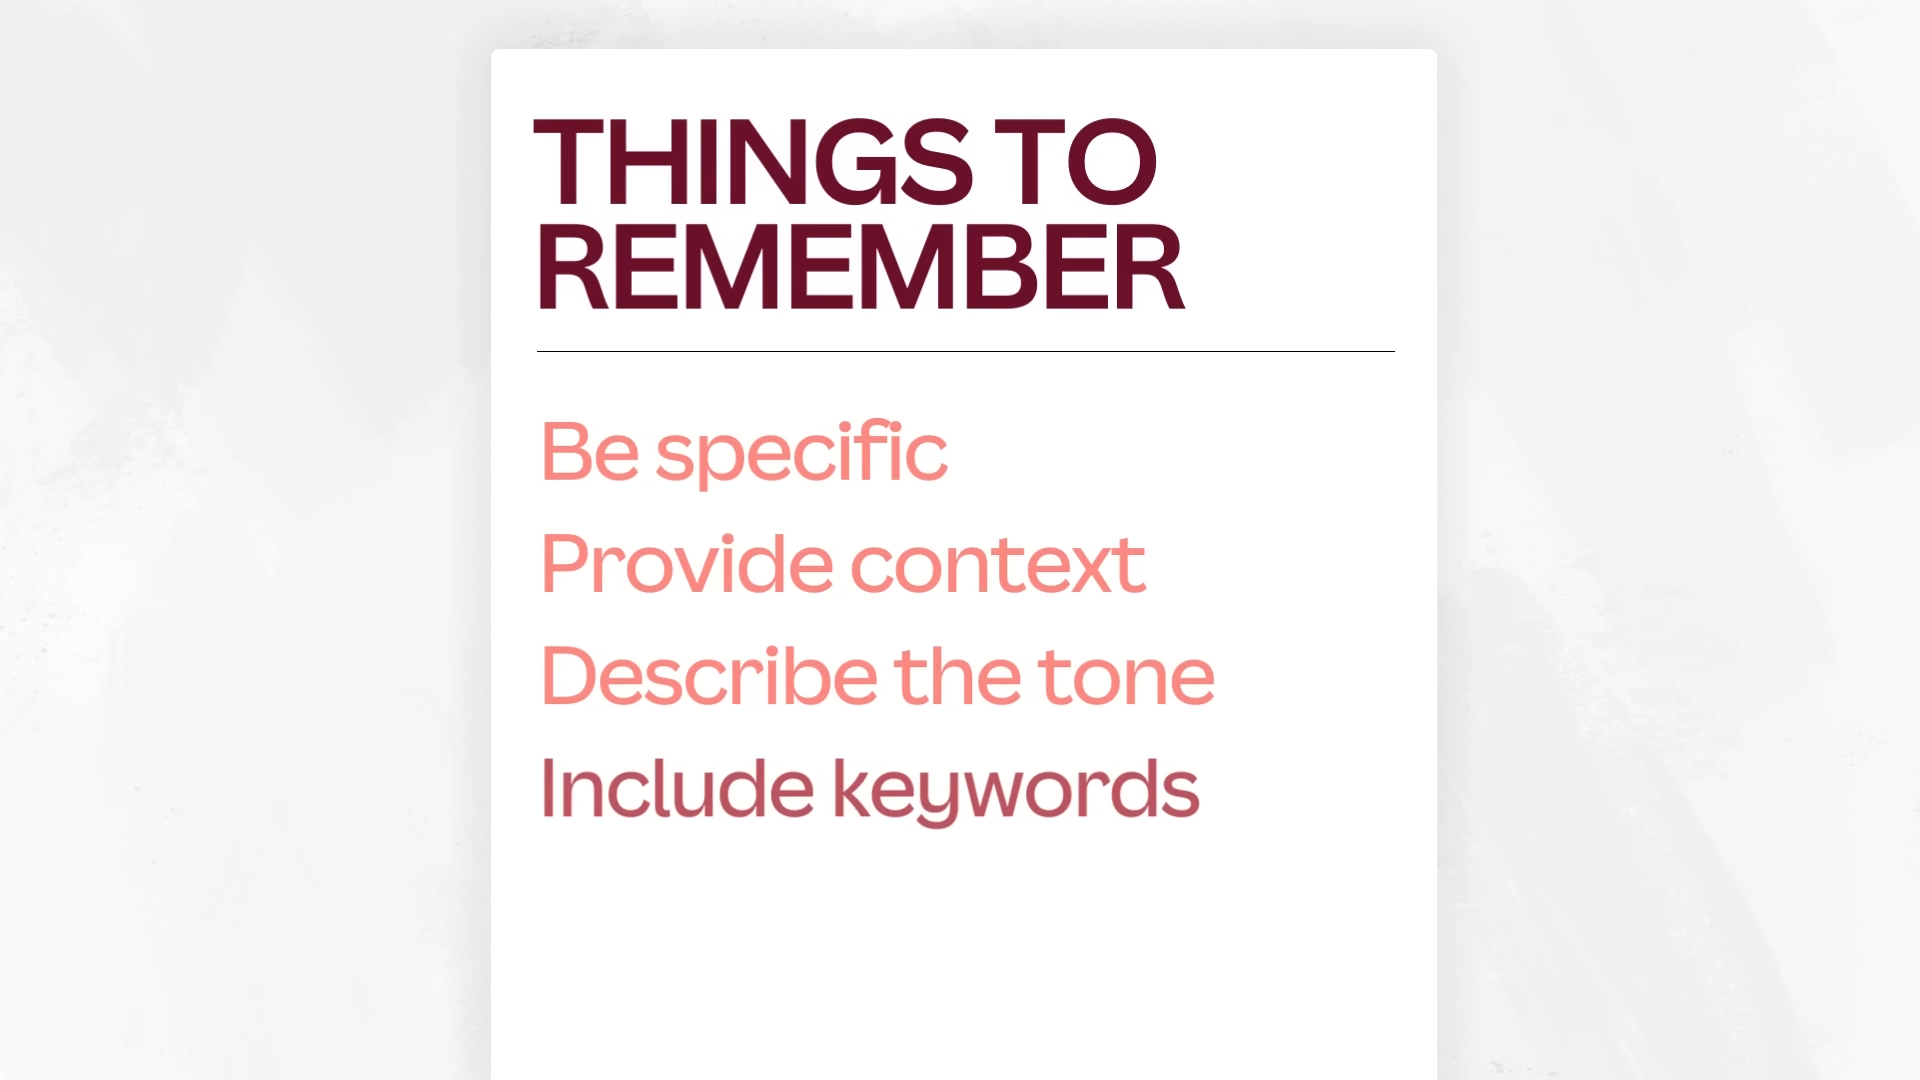 THINGS TO
REMEMBER
Be specific
Provide context
Describe the tone
Include keywords